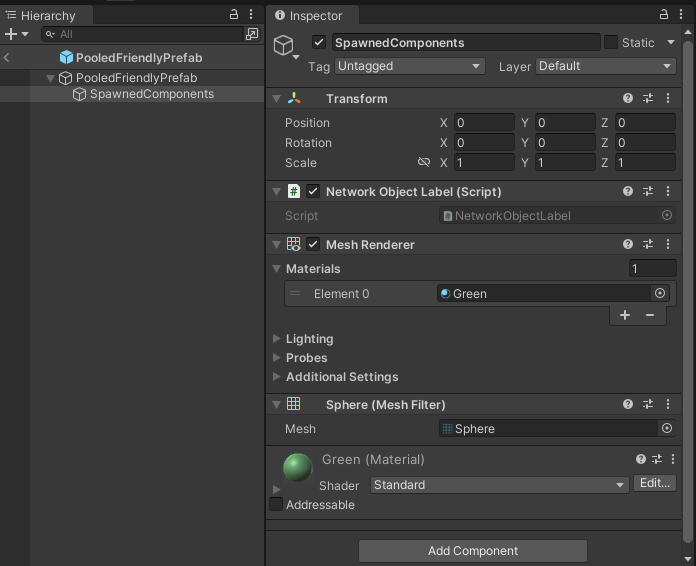 Hierarchy
All
PooledFriendlyPrefab
PooledFriendlyPrefab
SpawnedComponents
Inspector
SpawnedComponents Static
Tag Untagged Layer Default
Transform
Position X 0 Y 0 Z 0
Rotation X 0 Y 0 Z 0
Scale X 1 Y 1 Z 1
# Network Object Label (Script)
Script # NetworkObjectLabel
Mesh Renderer
Materials 1
Element 0 Green
+ −
Lighting
Probes
Additional Settings
Sphere (Mesh Filter)
Mesh Sphere
Green (Material)
Shader Standard Edit...
Addressable
Add Component